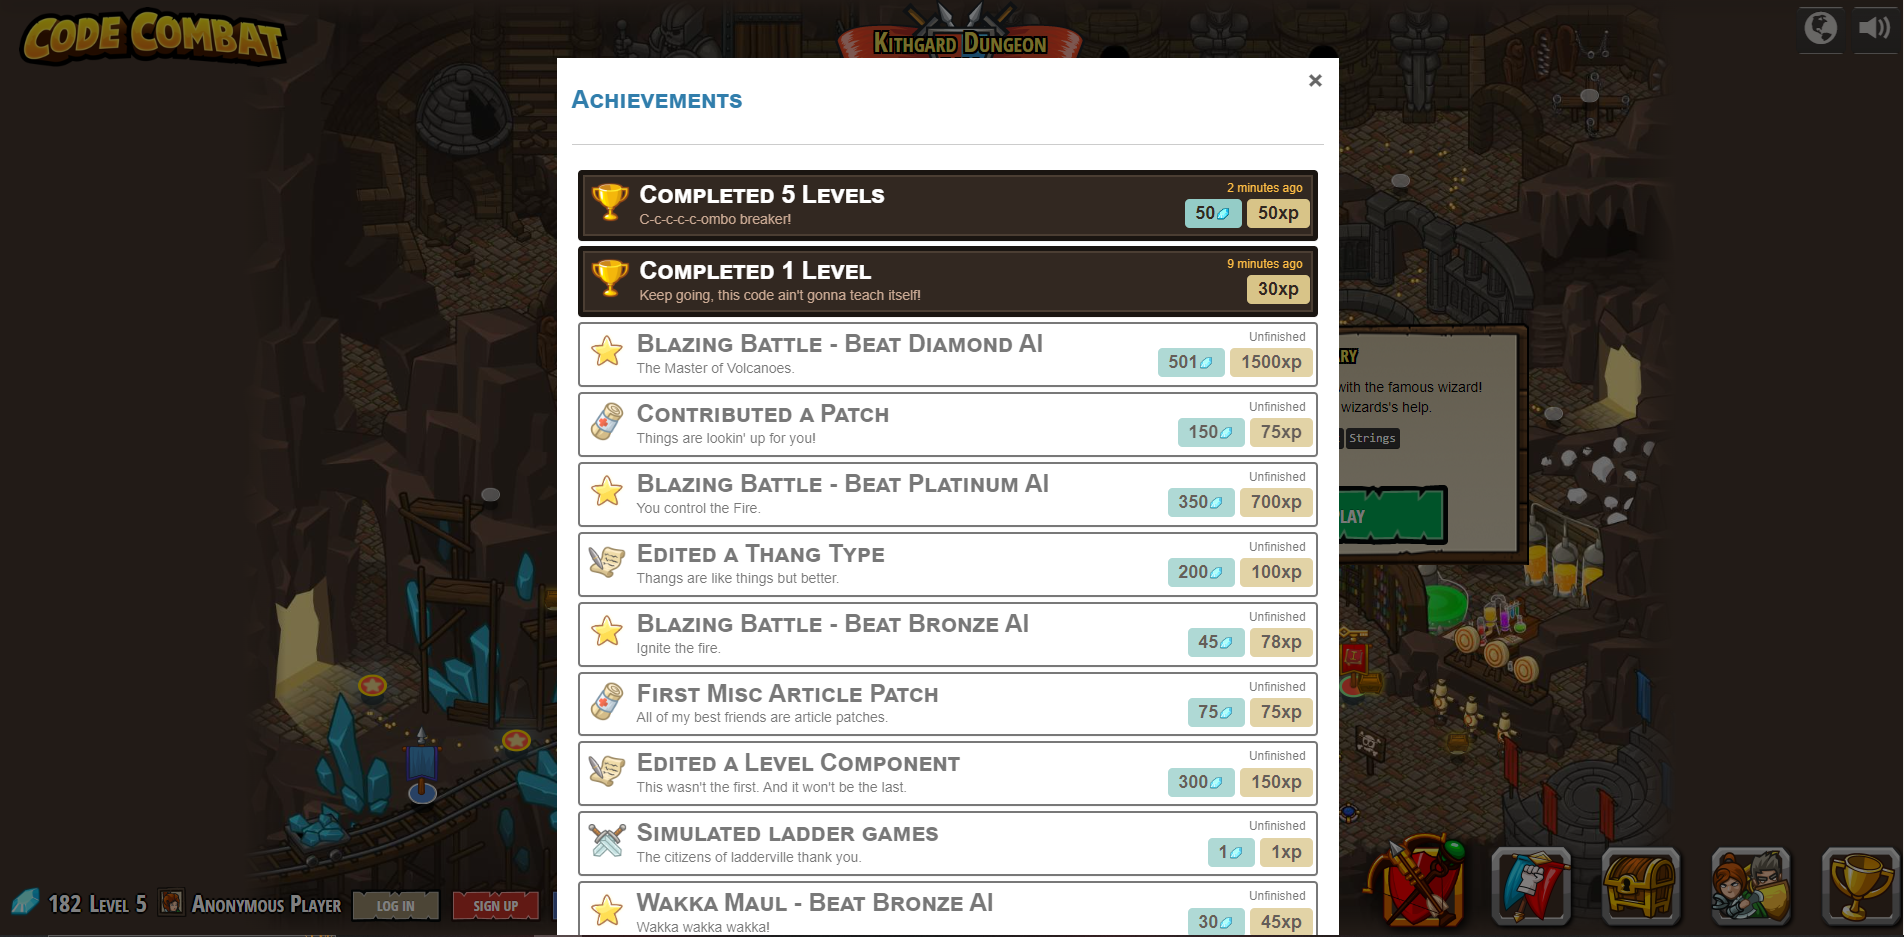 CODE COMBAT
KITHGARD DUNGEON
×
ACHIEVEMENTS
COMPLETED 5 LEVELS
2 minutes ago
C-c-c-c-c-ombo breaker!
50 50xp
COMPLETED 1 LEVEL
9 minutes ago
Keep going, this code ain't gonna teach itself!
30xp
BLAZING BATTLE - BEAT DIAMOND AI
Unfinished
The Master of Volcanoes.
501 1500xp
CONTRIBUTED A PATCH
Unfinished
Things are lookin' up for you!
150 75xp
BLAZING BATTLE - BEAT PLATINUM AI
Unfinished
You control the Fire.
350 700xp
EDITED A THANG TYPE
Unfinished
Thangs are like things but better.
200 100xp
BLAZING BATTLE - BEAT BRONZE AI
Unfinished
Ignite the fire.
45 78xp
FIRST MISC ARTICLE PATCH
Unfinished
All of my best friends are article patches.
75 75xp
EDITED A LEVEL COMPONENT
Unfinished
This wasn't the first. And it won't be the last.
300 150xp
SIMULATED LADDER GAMES
Unfinished
The citizens of ladderville thank you.
1 1xp
WAKKA MAUL - BEAT BRONZE AI
Unfinished
Wakka wakka wakka!
30 45xp
with the famous wizard!
wizards's help.
Strings
182 LEVEL 5 ANONYMOUS PLAYER LOG IN SIGN UP